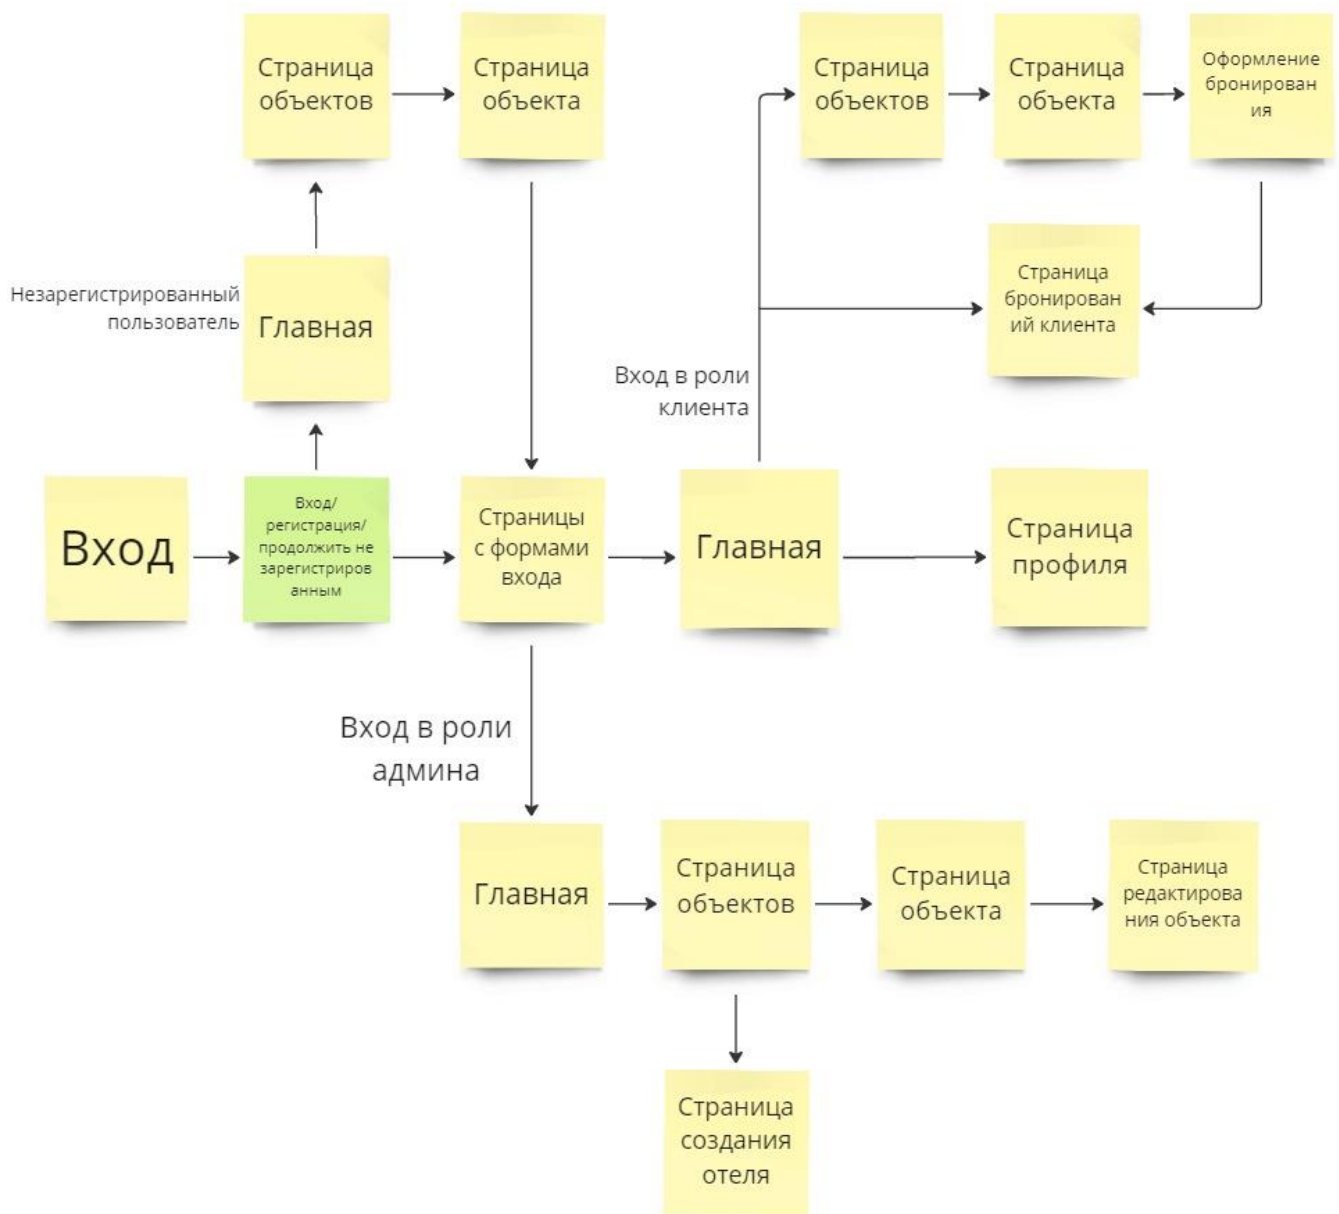 Страница
объектов
Страница
объекта
Страница
объектов
Страница
объекта
Оформление
бронирован
ия
Незарегистрированный
пользователь
Главная
Страница
бронирован
ий клиента
Вход в роли
клиента
Вход
Вход/
регистрация/
продолжить не
зарегистриров
анным
Страницы
с формами
входа
Главная
Страница
профиля
Вход в роли
админа
Главная
Страница
объектов
Страница
объекта
Страница
редактирова
ния объекта
Страница
создания
отеля